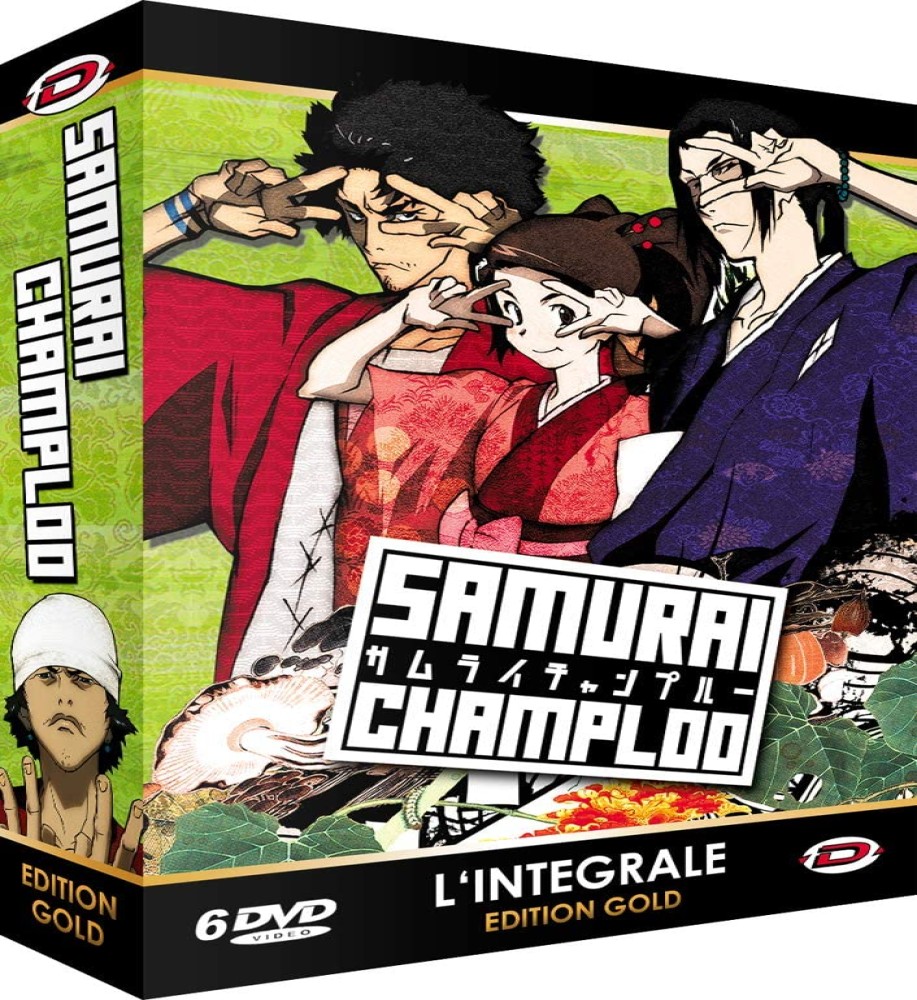 D
SAMURAI
CHAMPLOO
EDITION
GOLD
SAMURAI
サムライチャンプルー
CHAMPLOO
6 DVD
VIDEO
L'INTEGRALE
EDITION GOLD
D